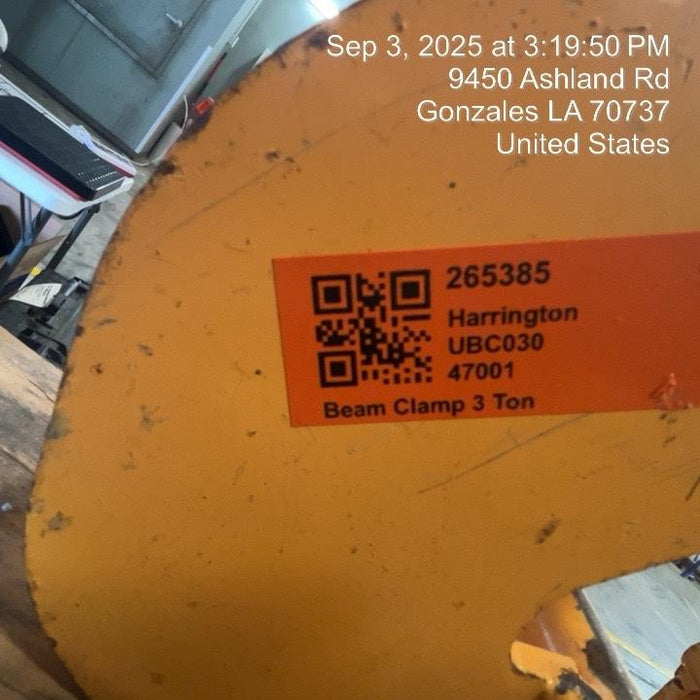 Sep 3, 2025 at 3:19:50 PM
9450 Ashland Rd
Gonzales LA 70737
United States
265385
Harrington
UBC030
47001
Beam Clamp 3 Ton